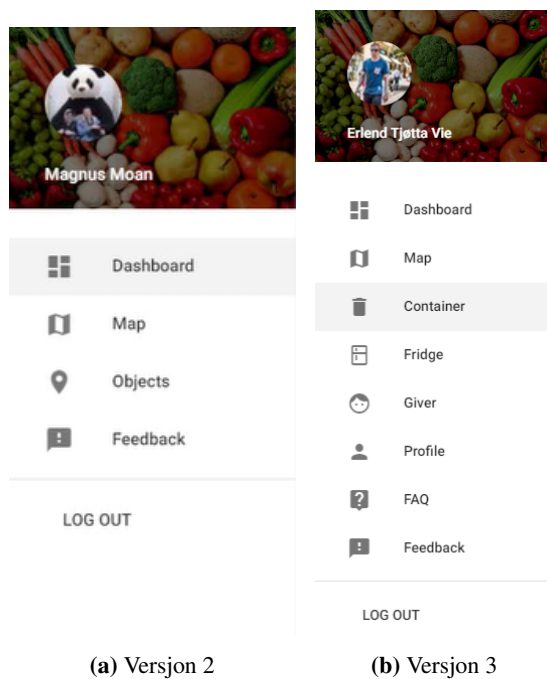 Magnus Moan
Dashboard
Map
Objects
Feedback
LOG OUT
(a) Versjon 2
Erlend Tjøtta Vie
Dashboard
Map
Container
Fridge
Giver
Profile
FAQ
Feedback
LOG OUT
(b) Versjon 3